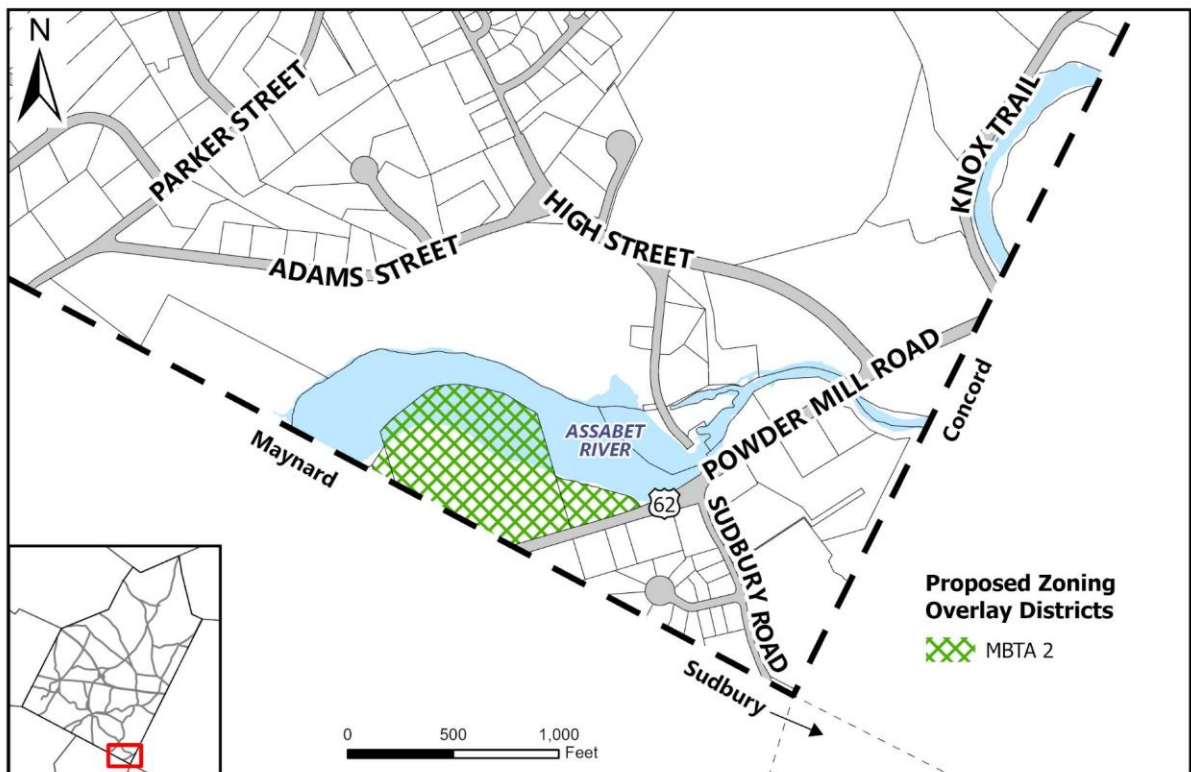 N
PARKER STREET
KNOX TRAIL
HIGH STREET
ADAMS STREET
POWDER MILL ROAD
Concord
ASSABET
RIVER
Maynard
62
SUDBURY ROAD
Proposed Zoning
Overlay Districts
MBTA 2
Sudbury
0 500 1,000
Feet